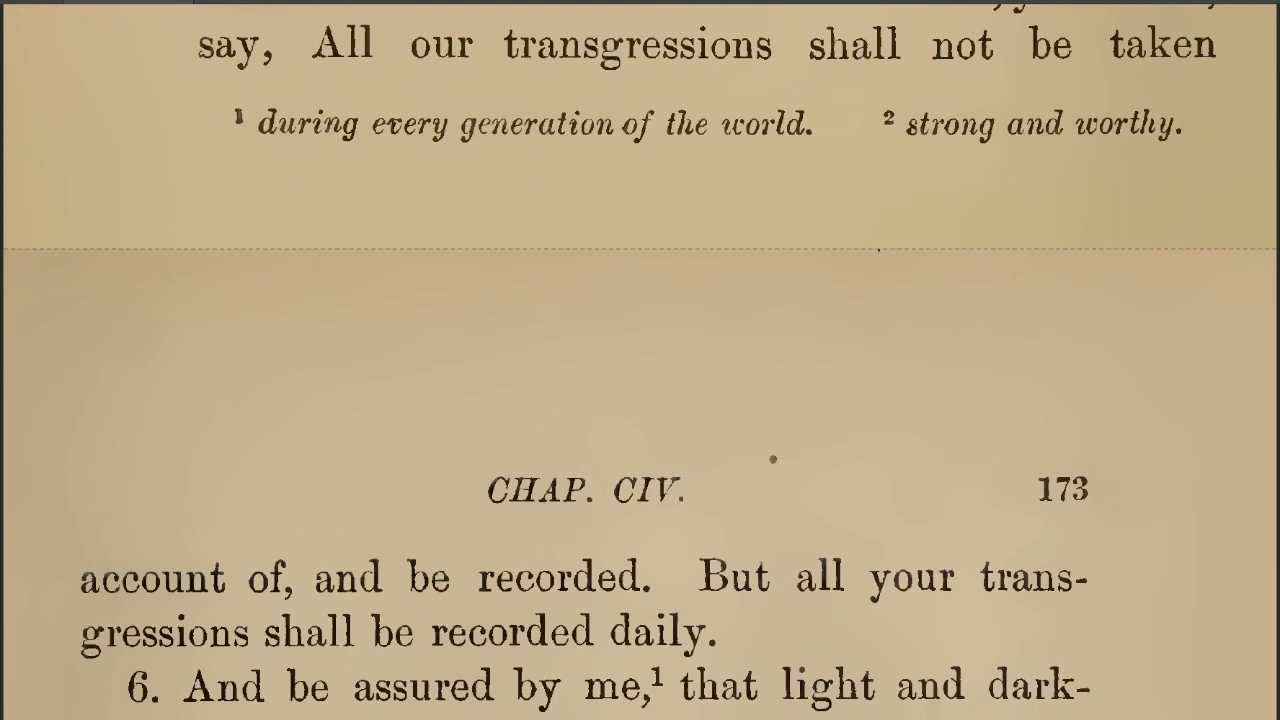 say, All our transgressions shall not be taken
¹ during every generation of the world. ² strong and worthy.
CHAP. CIV. 173
account of, and be recorded. But all your trans-
gressions shall be recorded daily.
6. And be assured by me,¹ that light and dark-